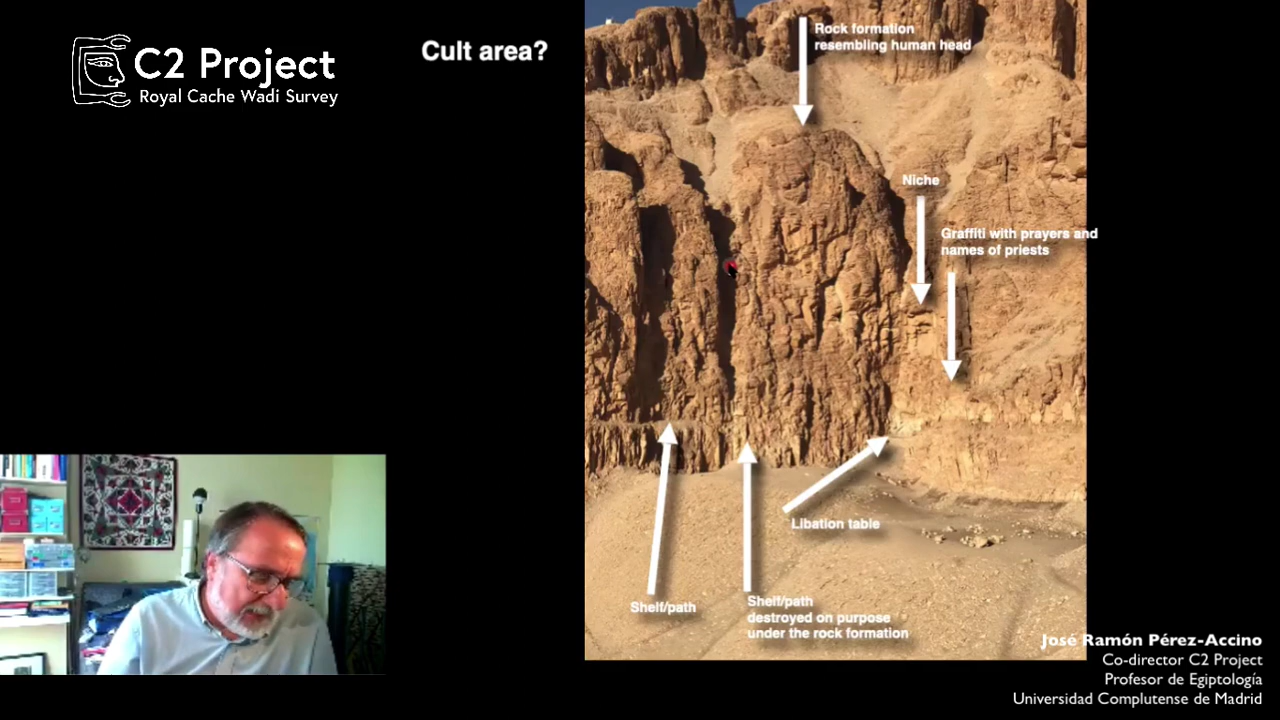 C2 Project
Royal Cache Wadi Survey
Cult area?
Rock formation
resembling human head
Niche
Graffiti with prayers and
names of priests
Libation table
Shelf/path
Shelf/path
destroyed on purpose
under the rock formation
José Ramón Pérez-Accino
Co-director C2 Project
Profesor de Egiptología
Universidad Complutense de Madrid